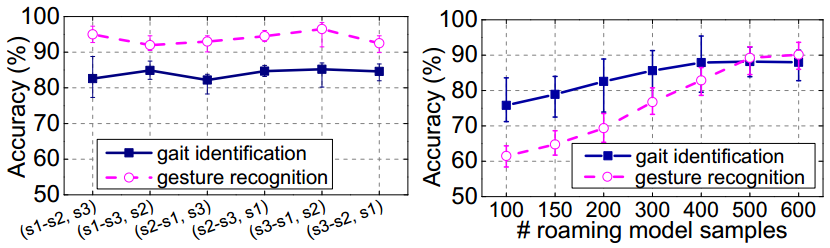 Accuracy (%)
100
90
80
70
60
50
gait identification
gesture recognition
(s1-s2, s3)
(s1-s3, s2)
(s2-s1, s3)
(s2-s3, s1)
(s3-s1, s2)
(s3-s2, s1)
Accuracy (%)
100
90
80
70
60
50
gait identification
gesture recognition
100 150 200 300 400 500 600
# roaming model samples